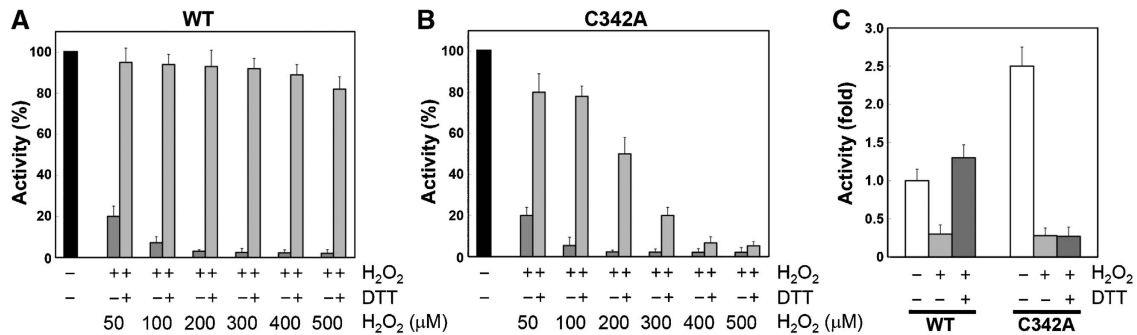 A
WT
Activity (%)
100
80
60
40
20
0
− ++ ++ ++ ++ ++ ++ H₂O₂
− −+ −+ −+ −+ −+ −+ DTT
50 100 200 300 400 500 H₂O₂ (μM)
B
C342A
Activity (%)
100
80
60
40
20
0
− ++ ++ ++ ++ ++ ++ H₂O₂
− −+ −+ −+ −+ −+ −+ DTT
50 100 200 300 400 500 H₂O₂ (μM)
C
Activity (fold)
3.0
2.5
2.0
1.5
1.0
0.5
0
− + + − + + H₂O₂
− − + − − + DTT
WT C342A